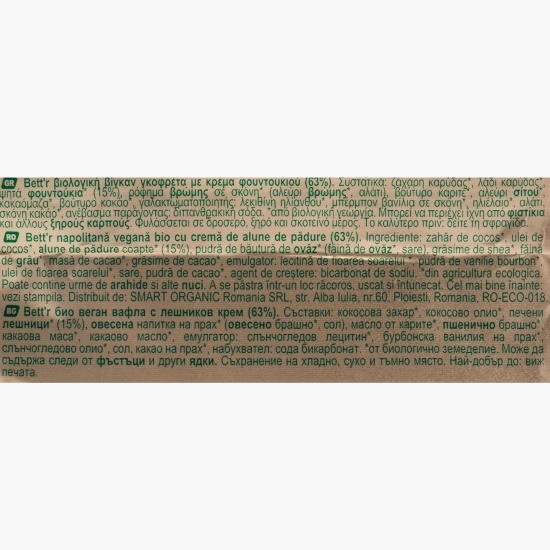 GR Bett'r βιολογική βίγκαν γκοφρέτα με κρέμα φουντουκιού (63%). Συστατικά: ζάχαρη καρύδας*, λάδι καρύδας*,
ψητά φουντούκια* (15%), ρόφημα βρώμης σε σκόνη* (αλεύρι βρώμης*, αλάτι), βούτυρο καριτέ*, αλεύρι σίτου*,
κακαόμαζα*, βούτυρο κακάο*, γαλακτωματοποιητής: λεκιθίνη ηλίανθου*, μπέρμπον βανίλια σε σκόνη*, ηλιέλαιο*, αλάτι,
σκόνη κακάο*, ανέβασμα παράγοντας: διττανθρακική σόδα. *από βιολογική γεωργία. Μπορεί να περιέχει ίχνη από φιστίκια
και άλλους ξηρούς καρπούς. Φυλάσσεται σε δροσερό, ξηρό και σκοτεινό μέρος. Το καλύτερο πριν: δείτε τη σφραγίδα.
RO Bett'r napolitană vegană bio cu cremă de alune de pădure (63%). Ingrediente: zahăr de cocos*, ulei de
cocos*, alune de pădure coapte* (15%), pudră de băutură de ovăz* (făină de ovăz*, sare), grăsime de shea*, făină
de grâu*, masă de cacao*, grăsime de cacao*, emulgator: lecitină de floarea soarelui*, pudră de vanilie bourbon*,
ulei de floarea soarelui*, sare, pudră de cacao*, agent de creștere: bicarbonat de sodiu. *din agricultura ecologica.
Poate contine urme de arahide si alte nuci. A se păstra într-un loc răcoros, uscat si întunecat. Cel mai bine înainte:
vezi stampila. Distribuit de: SMART ORGANIC Romania SRL, str. Alba Iulia, nr.60, Ploiesti, Romania, RO-ECO-018.
BG Bett'r био веган вафла с лешников крем (63%). Съставки: кокосова захар*, кокосово олио*, печени
лешници* (15%), овесена напитка на прах* (овесено брашно*, сол), масло от карите*, пшенично брашно*,
какаова маса*, какаово масло*, емулгатор: слънчогледов лецитин*, бурбонска ванилия на прах*,
слънчогледово олио*, сол, какао на прах*, набухвател: сода бикарбонат. *от биологично земеделие. Може да
съдържа следи от фъстъци и други ядки. Съхранение на хладно, сухо и тъмно място. Най-добър до: виж
печата.